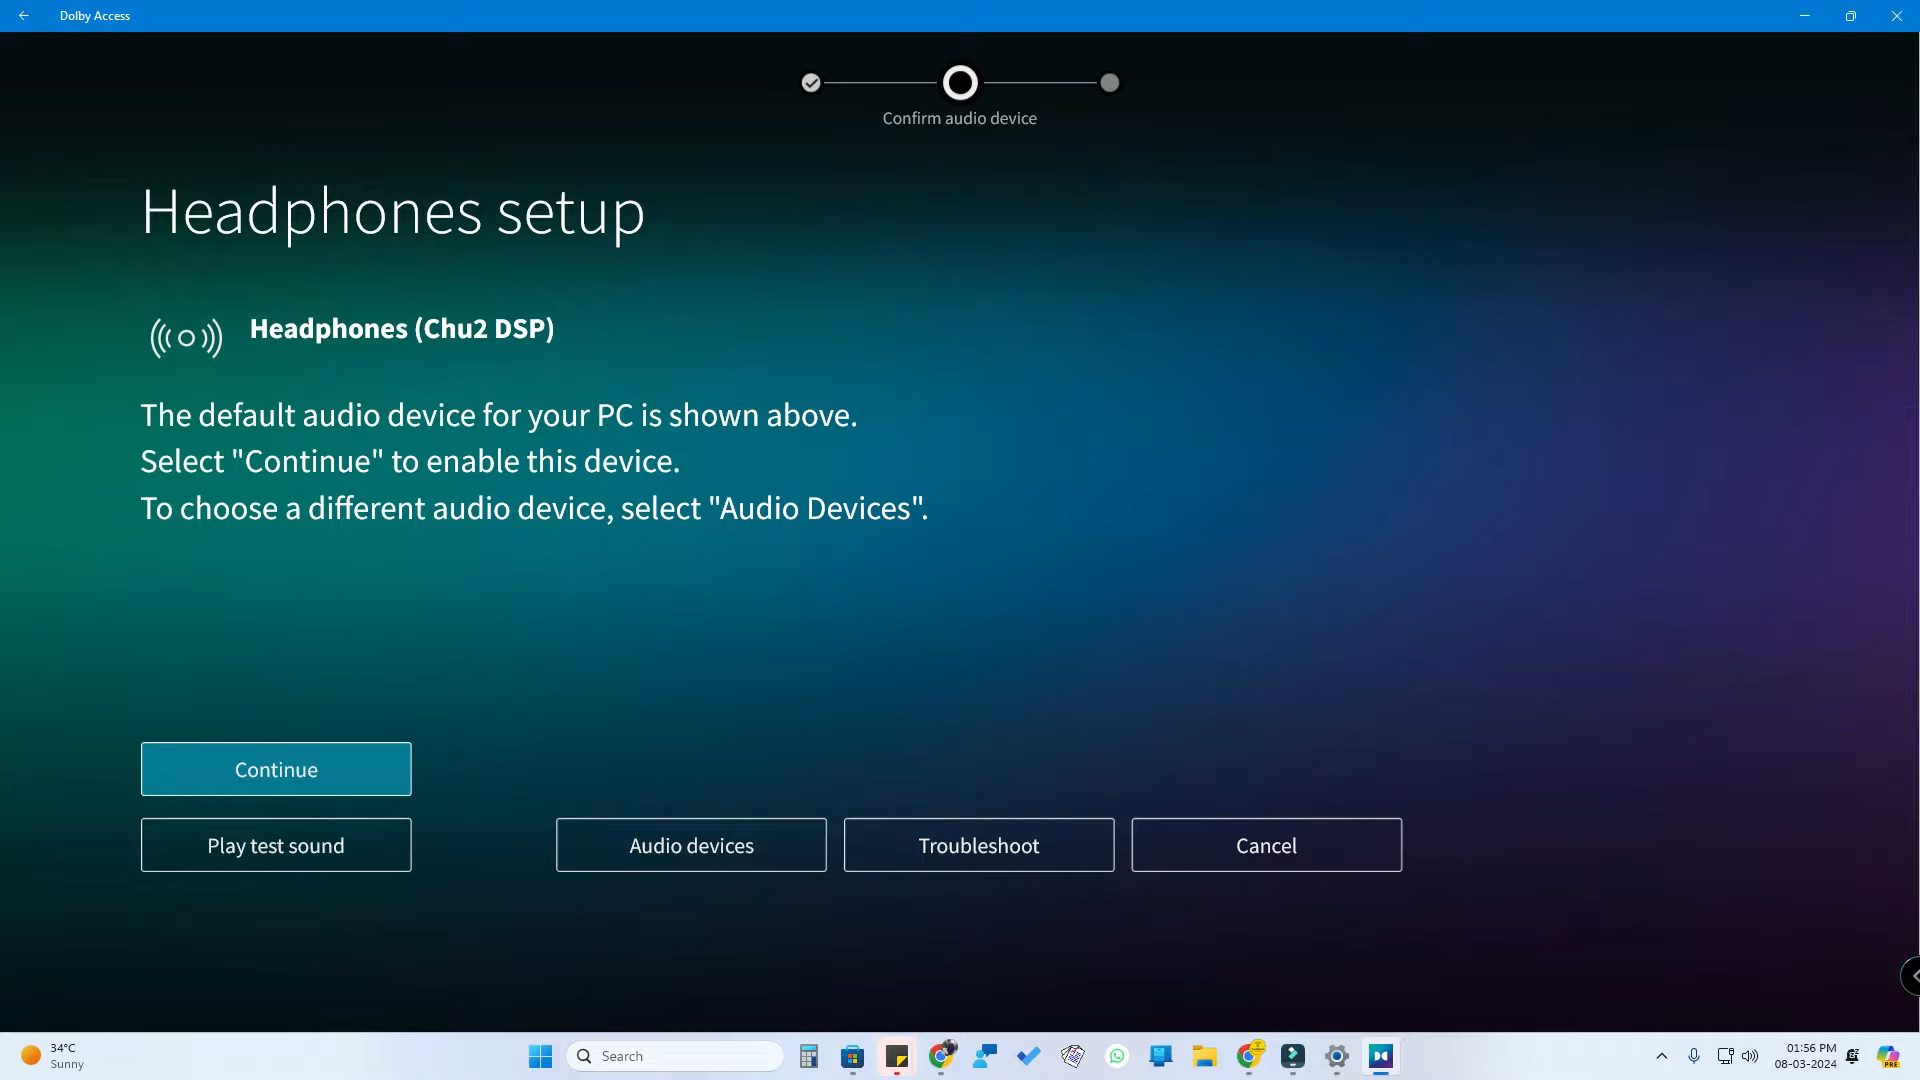 Dolby Access
Confirm audio device
Headphones setup
Headphones (Chu2 DSP)
The default audio device for your PC is shown above.
Select "Continue" to enable this device.
To choose a different audio device, select "Audio Devices".
Continue
Play test sound
Audio devices
Troubleshoot
Cancel
34°C
Sunny
Search
01:56 PM
08-03-2024
PRE